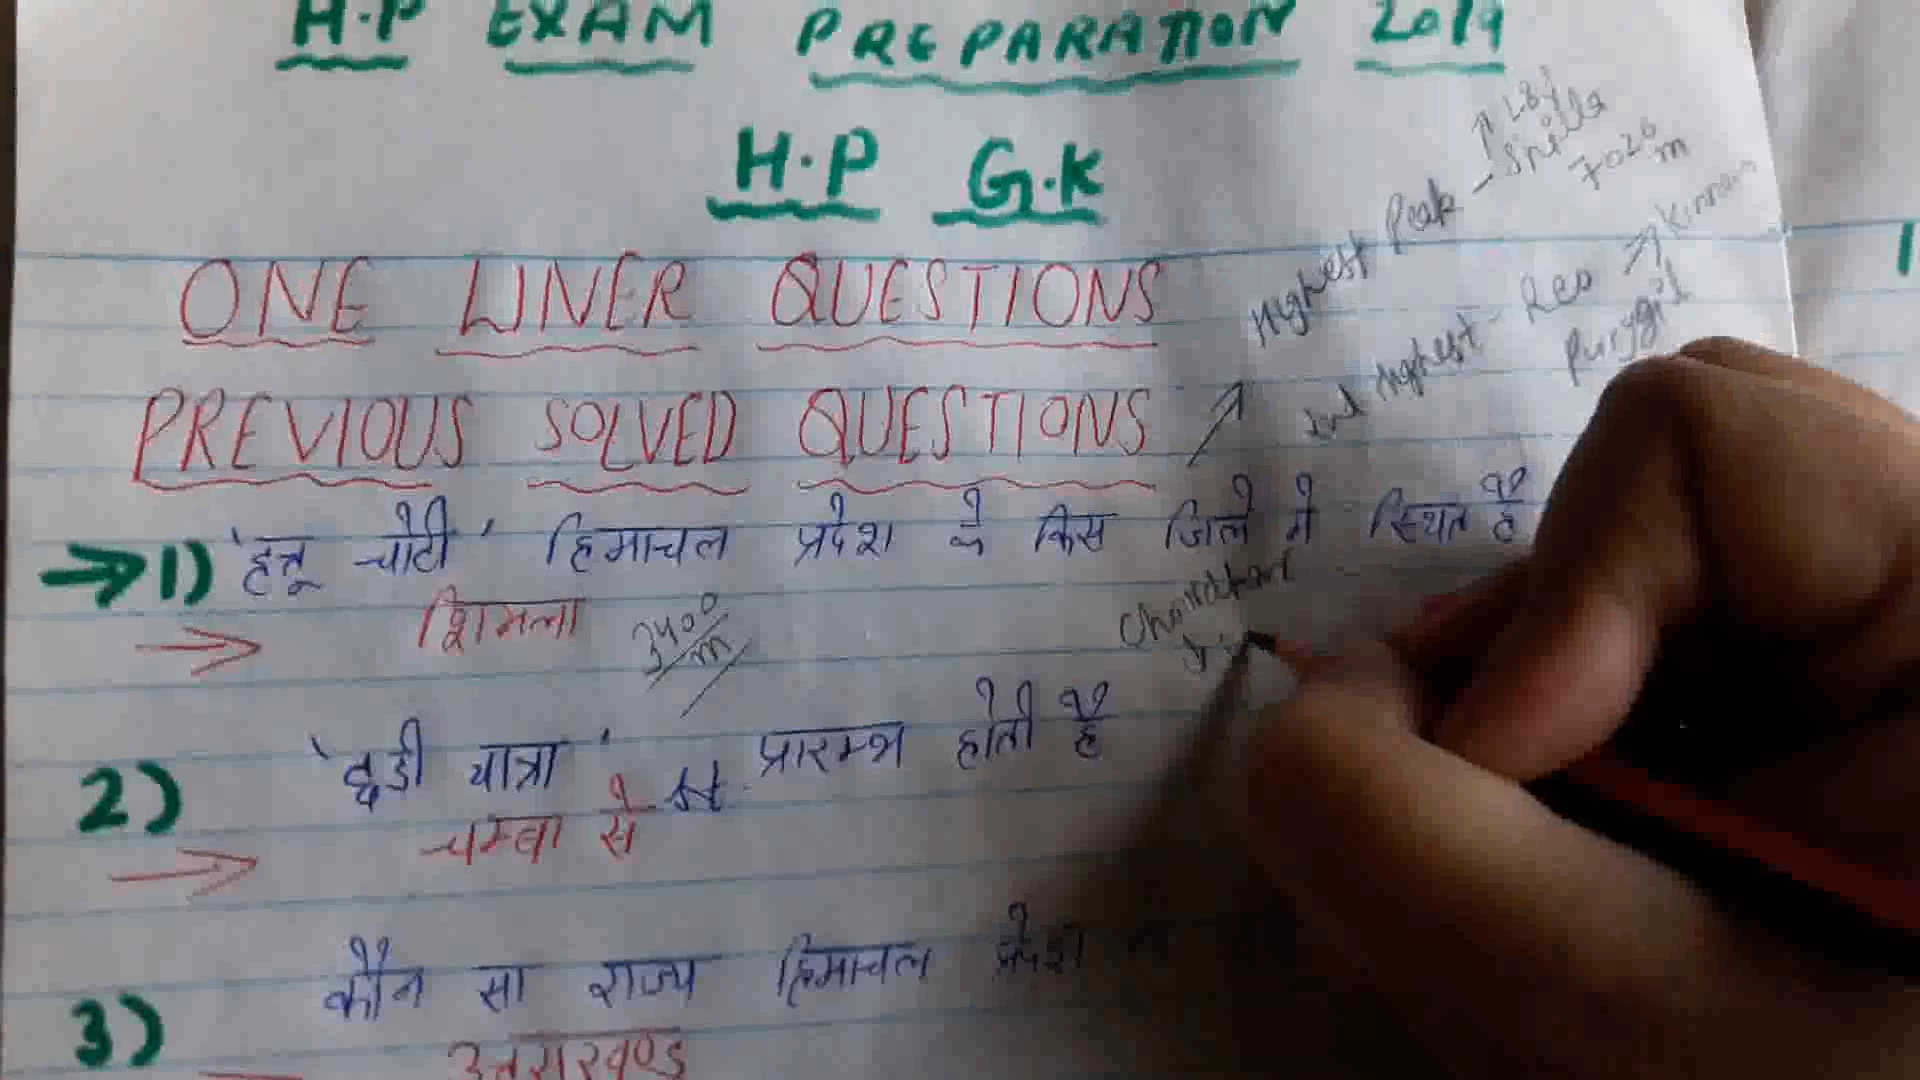 H.P EXAM PREPARATION 2019
H.P G.K
ONE LINER QUESTIONS
PREVIOUS SOLVED QUESTIONS
Highest Peak - Shilla
7026 m
2nd Highest - Reo Purgyil
Kinnaur
1) 'हतू चोटी' हिमाचल प्रदेश के किस जिले में स्थित है
शिमला 3400 m
2) 'छडी यात्रा' प्रारम्भ होती है
चम्बा से
3) कौन सा राज्य हिमाचल प्रदेश
उत्तराखण्ड